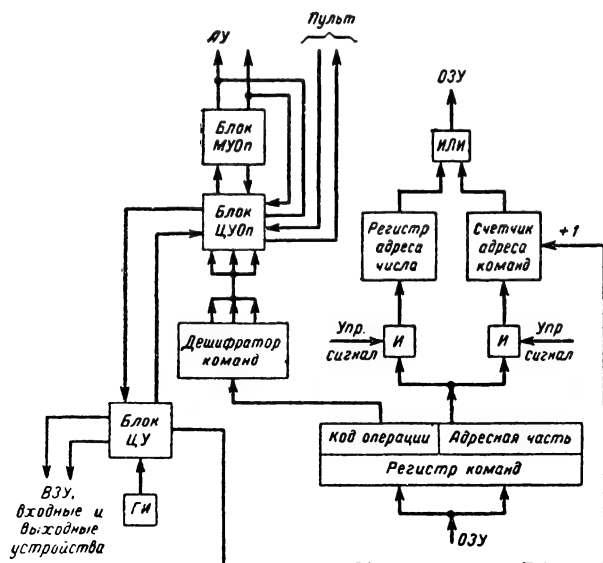 АУ
Пульт
ОЗУ
Блок
МУОп
ИЛИ
Блок
ЦУОп
Регистр
адреса
числа
Счетчик
адреса
команд
+1
Дешифратор
команд
Упр.
сигнал
И
И
Упр
сигнал
Блок
ЦУ
Код операции
Адресная часть
Регистр команд
ВЗУ,
входные и
выходные
устройства
ГИ
ОЗУ